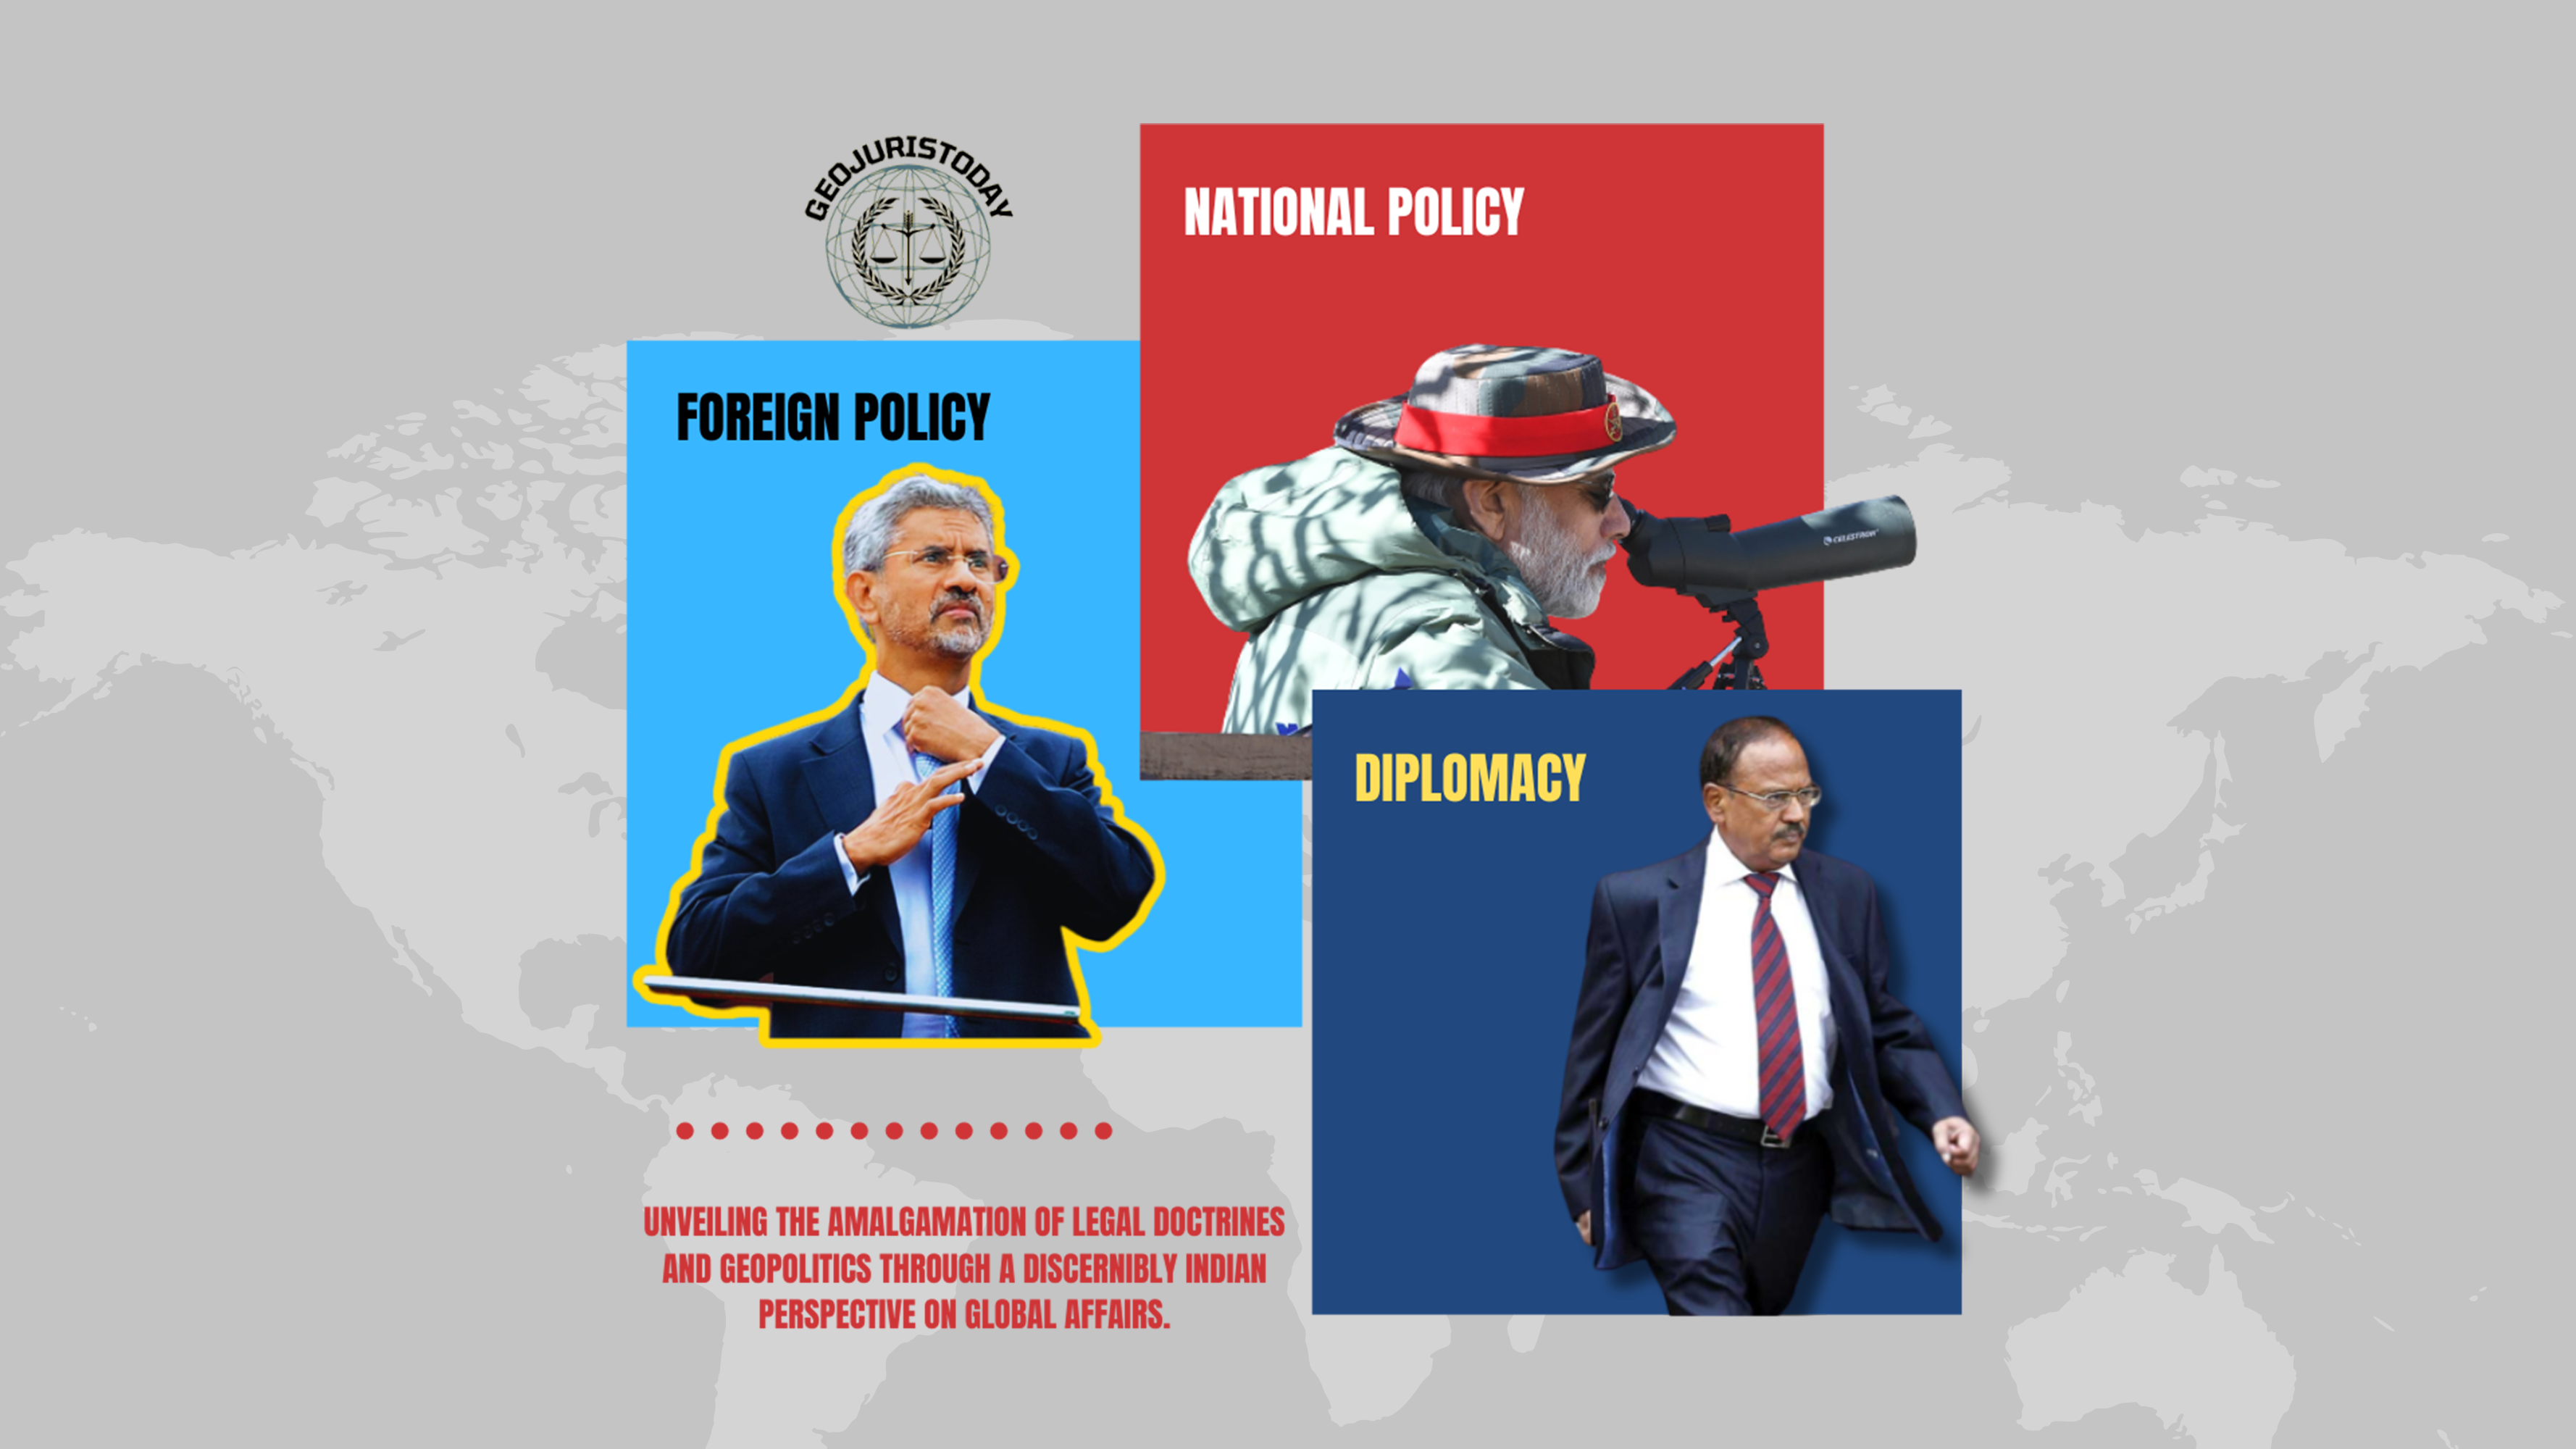 GEOJURISTODAY
NATIONAL POLICY
FOREIGN POLICY
CELESTRON
DIPLOMACY
UNVEILING THE AMALGAMATION OF LEGAL DOCTRINES
AND GEOPOLITICS THROUGH A DISCERNIBLY INDIAN
PERSPECTIVE ON GLOBAL AFFAIRS.